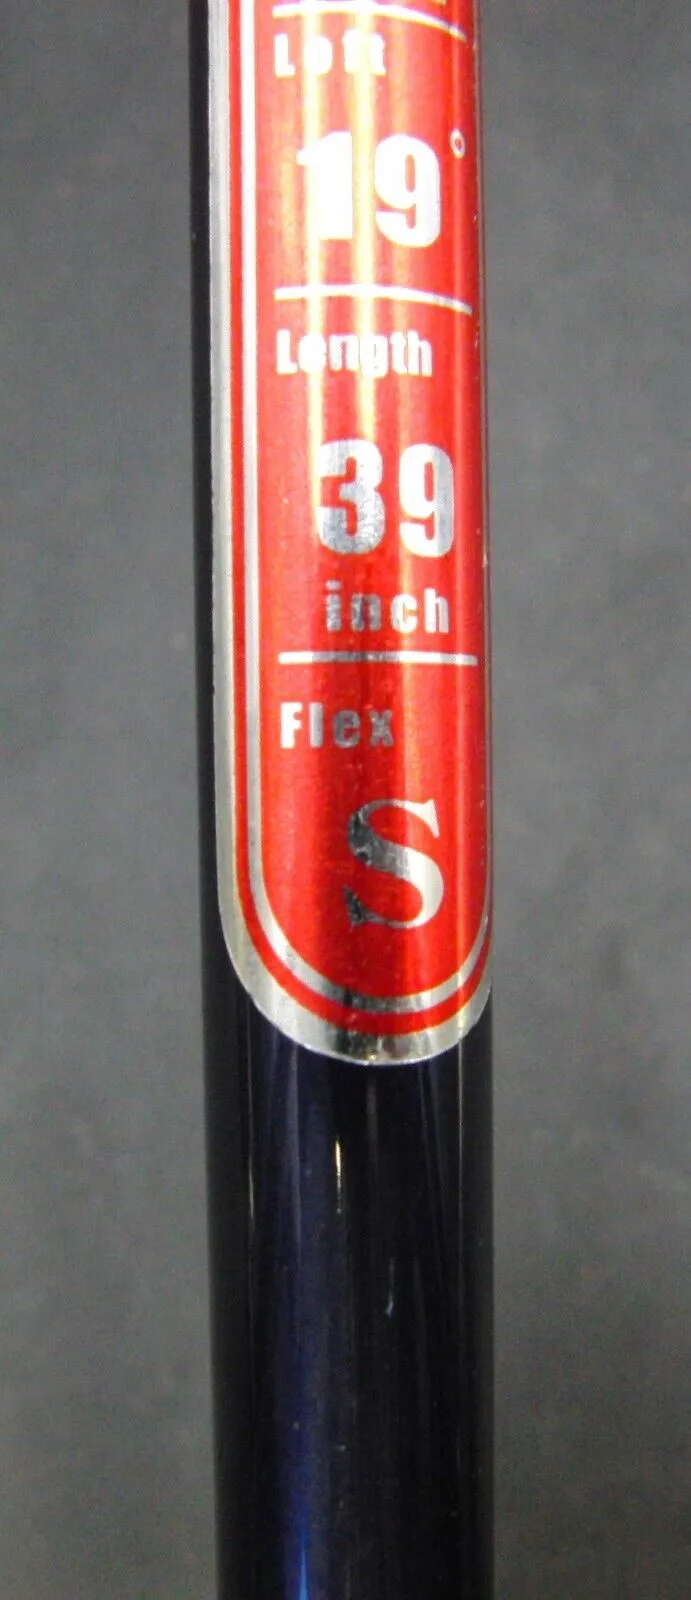 Loft
19°
Length
39
inch
Flex
S